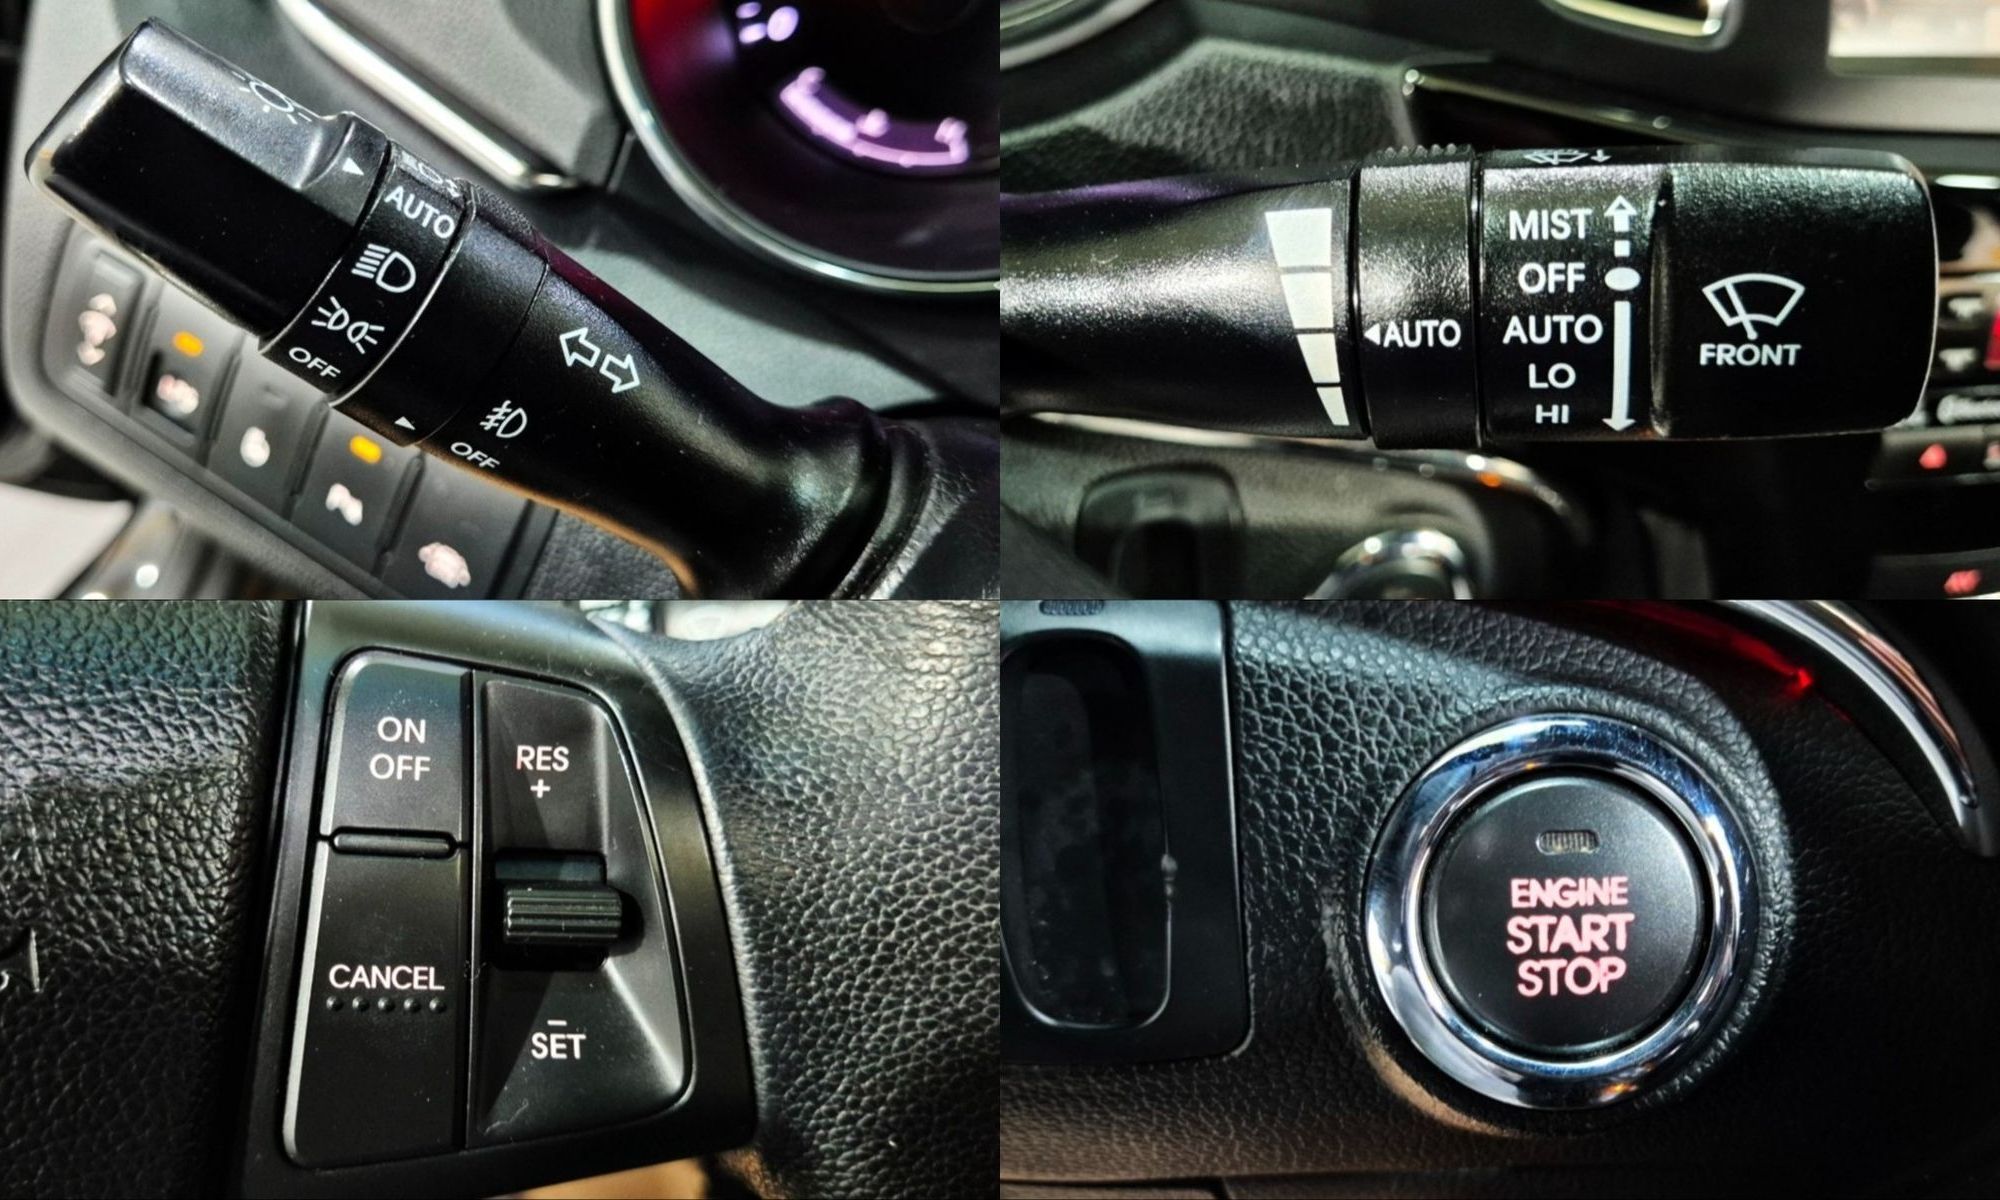 AUTO
OFF
OFF
MIST
OFF
AUTO
AUTO
LO
HI
FRONT
ON
OFF
RES
+
CANCEL
–
SET
ENGINE
START
STOP